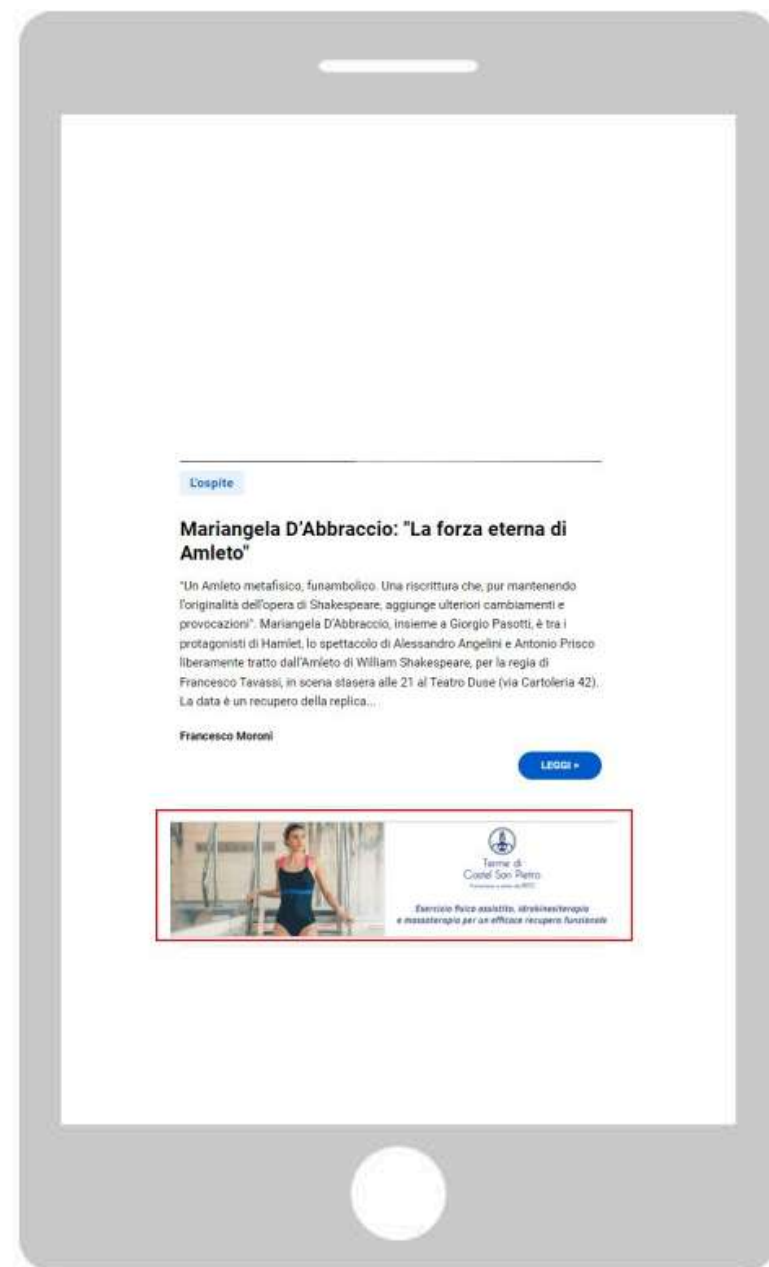 L'ospite
Mariangela D'Abbraccio: "La forza eterna di
Amleto"
"Un Amleto metafisico, funambolico. Una riscrittura che, pur mantenendo
l'originalità dell'opera di Shakespeare, aggiunge ulteriori cambiamenti e
provocazioni". Mariangela D'Abbraccio, insieme a Giorgio Pasotti, è tra i
protagonisti di Hamlet, lo spettacolo di Alessandro Angelini e Antonio Prisco
liberamente tratto dall'Amleto di William Shakespeare, per la regia di
Francesco Tavassi, in scena stasera alle 21 al Teatro Duse (via Cartoleria 42).
La data è un recupero della replica...
Francesco Moroni
LEGGI »
Terme di
Castel San Pietro
Esercizio fisico assistito, idrokinesiterapia
e massoterapia per un efficace recupero funzionale